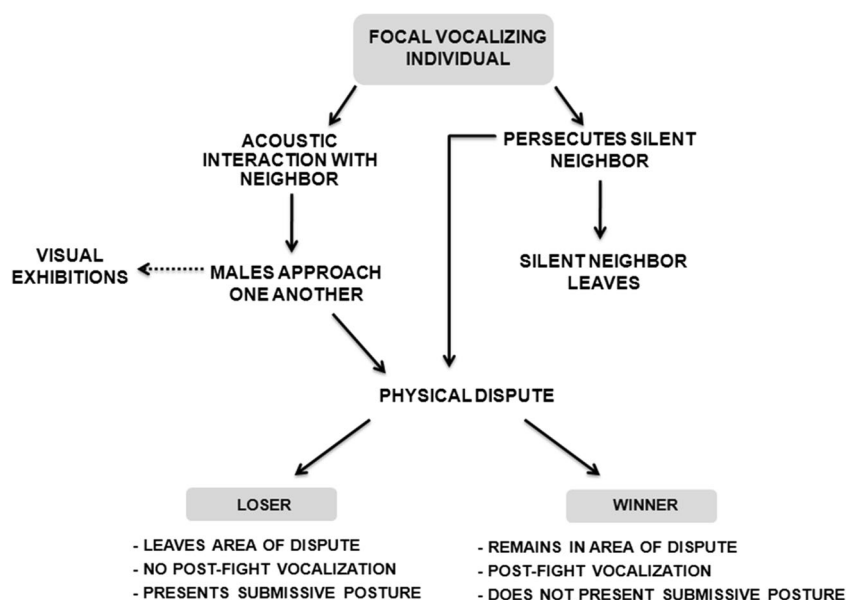 FOCAL VOCALIZING
INDIVIDUAL
ACOUSTIC
INTERACTION WITH
NEIGHBOR
PERSECUTES SILENT
NEIGHBOR
VISUAL
EXHIBITIONS
MALES APPROACH
ONE ANOTHER
SILENT NEIGHBOR
LEAVES
PHYSICAL DISPUTE
LOSER
- LEAVES AREA OF DISPUTE
- NO POST-FIGHT VOCALIZATION
- PRESENTS SUBMISSIVE POSTURE
WINNER
- REMAINS IN AREA OF DISPUTE
- POST-FIGHT VOCALIZATION
- DOES NOT PRESENT SUBMISSIVE POSTURE